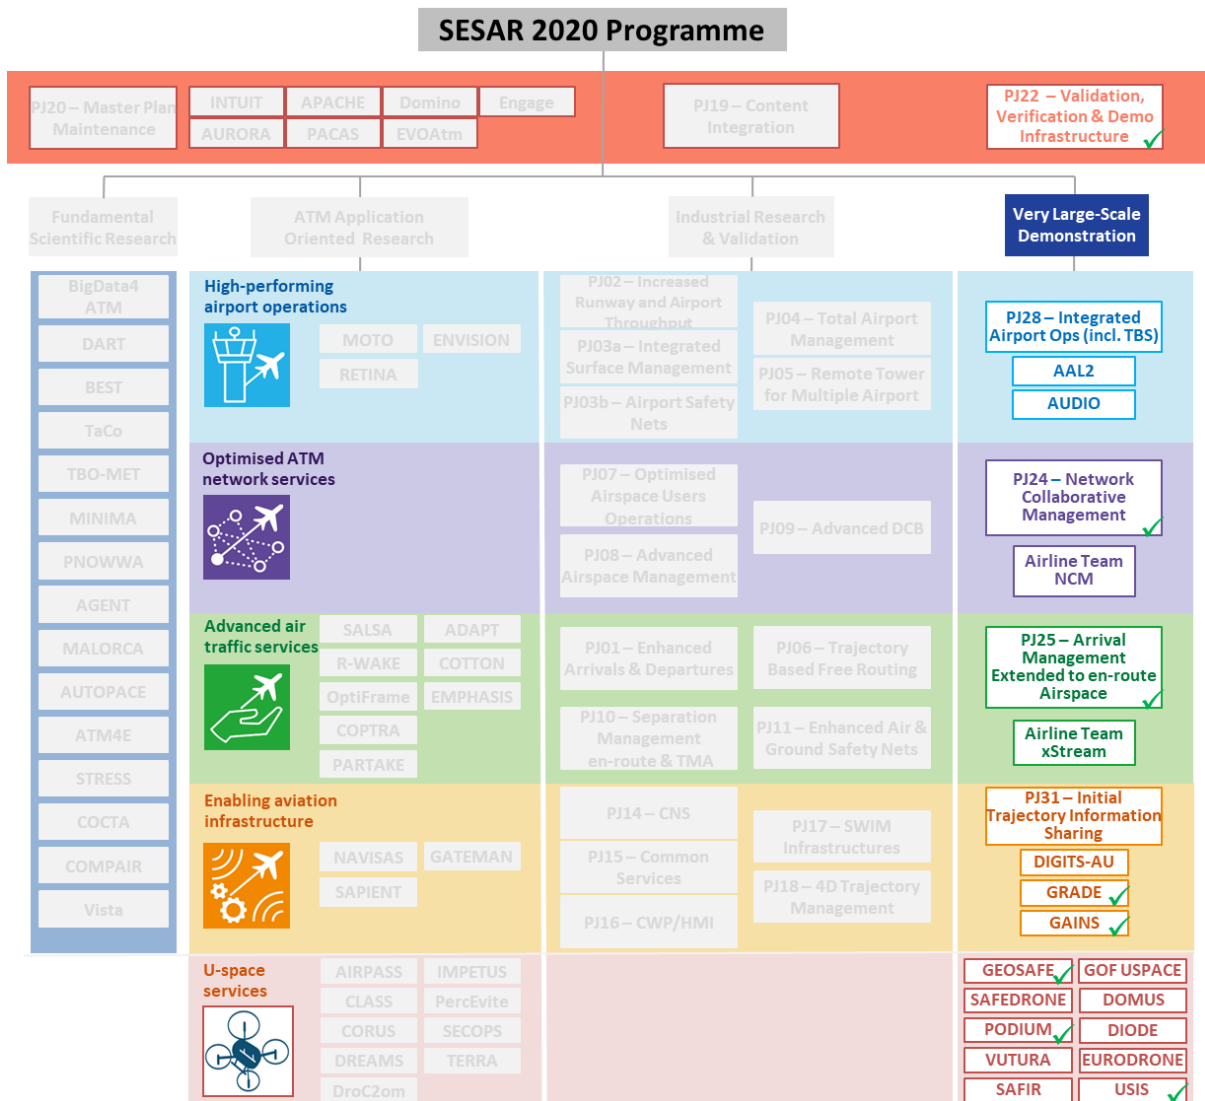 SESAR 2020 Programme
PJ20 – Master Plan
Maintenance
INTUIT
APACHE
Domino
Engage
AURORA
PACAS
EVOAtm
PJ19 – Content
Integration
PJ22 – Validation,
Verification & Demo
Infrastructure
Fundamental
Scientific Research
ATM Application
Oriented Research
Industrial Research
& Validation
Very Large-Scale
Demonstration
BigData4
ATM
DART
BEST
TaCo
TBO-MET
MINIMA
PNOWWA
AGENT
MALORCA
AUTOPACE
ATM4E
STRESS
COCTA
COMPAIR
Vista
High-performing
airport operations
MOTO
ENVISION
RETINA
PJ02 – Increased
Runway and Airport
Throughput
PJ03a – Integrated
Surface Management
PJ03b – Airport Safety
Nets
PJ04 – Total Airport
Management
PJ05 – Remote Tower
for Multiple Airport
PJ28 – Integrated
Airport Ops (incl. TBS)
AAL2
AUDIO
Optimised ATM
network services
PJ07 – Optimised
Airspace Users
Operations
PJ08 – Advanced
Airspace Management
PJ09 – Advanced DCB
PJ24 – Network
Collaborative
Management
Airline Team
NCM
Advanced air
traffic services
SALSA
ADAPT
R-WAKE
COTTON
OptiFrame
EMPHASIS
COPTRA
PARTAKE
PJ01 – Enhanced
Arrivals & Departures
PJ06 – Trajectory
Based Free Routing
PJ10 – Separation
Management
en-route & TMA
PJ11 – Enhanced Air &
Ground Safety Nets
PJ25 – Arrival
Management
Extended to en-route
Airspace
Airline Team
xStream
Enabling aviation
infrastructure
NAVISAS
GATEMAN
SAPIENT
PJ14 – CNS
PJ15 – Common
Services
PJ16 – CWP/HMI
PJ17 – SWIM
Infrastructures
PJ18 – 4D Trajectory
Management
PJ31 – Initial
Trajectory Information
Sharing
DIGITS-AU
GRADE
GAINS
U-space
services
AIRPASS
IMPETUS
CLASS
PercEvite
CORUS
SECOPS
DREAMS
TERRA
DroC2om
GEOSAFE
GOF USPACE
SAFEDRONE
DOMUS
PODIUM
DIODE
VUTURA
EURODRONE
SAFIR
USIS